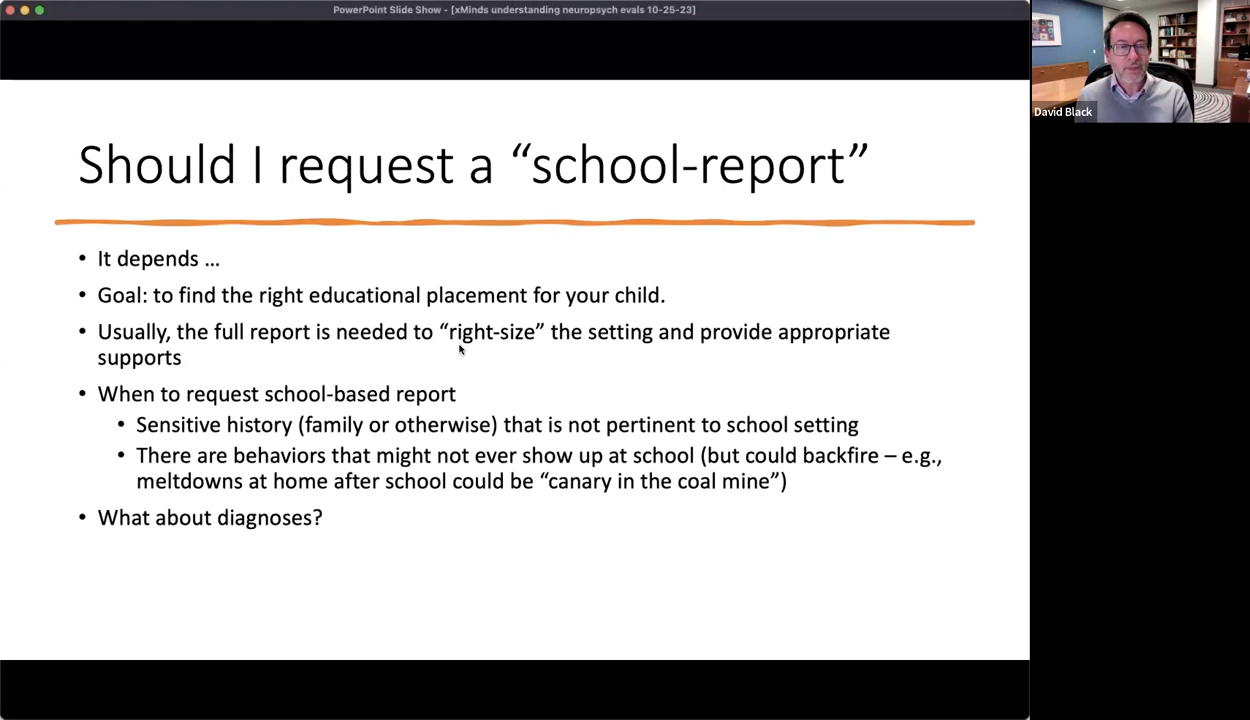 PowerPoint Slide Show - [xMinds understanding neuropsych evals 10-25-23]
Should I request a “school-report”
• It depends ...
• Goal: to find the right educational placement for your child.
• Usually, the full report is needed to “right-size” the setting and provide appropriate
supports
• When to request school-based report
• Sensitive history (family or otherwise) that is not pertinent to school setting
• There are behaviors that might not ever show up at school (but could backfire – e.g.,
meltdowns at home after school could be “canary in the coal mine”)
• What about diagnoses?
David Black